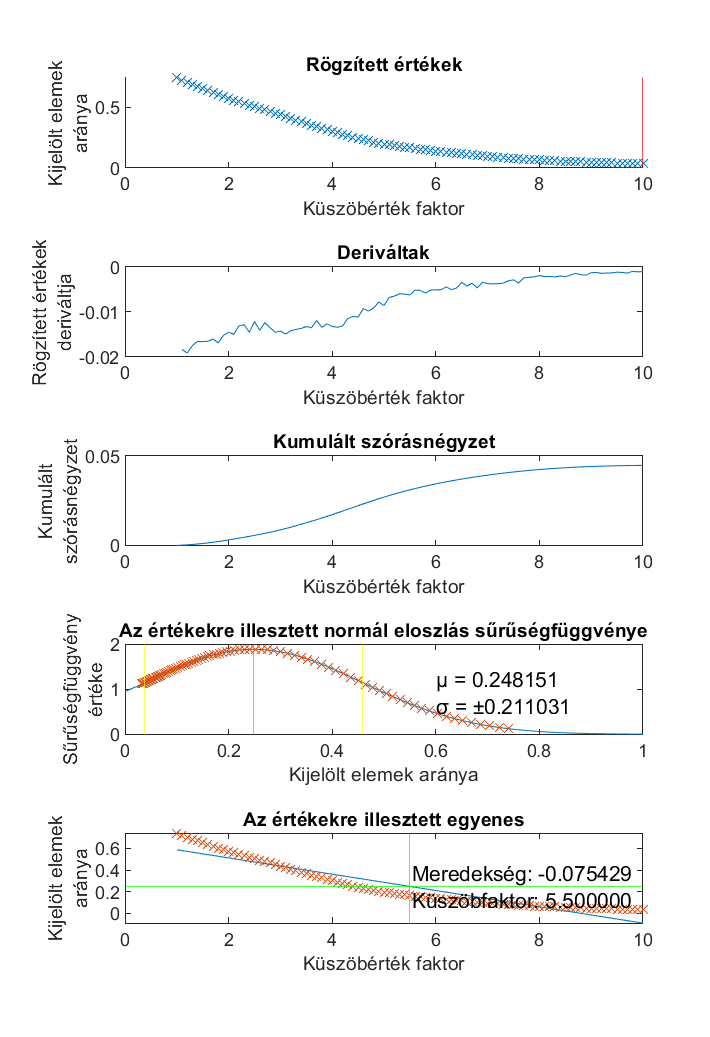 Rögzített értékek
Kijelölt elemek
aránya
0.5
0
0 2 4 6 8 10
Küszöbérték faktor
Deriváltak
Rögzített értékek
deriváltja
0
-0.01
-0.02
0 2 4 6 8 10
Küszöbérték faktor
Kumulált szórásnégyzet
Kumulált
szórásnégyzet
0.05
0
0 2 4 6 8 10
Küszöbérték faktor
Az értékekre illesztett normál eloszlás sűrűségfüggvénye
Sűrűségfüggvény
értéke
2
1
0
μ = 0.248151
σ = ±0.211031
0 0.2 0.4 0.6 0.8 1
Kijelölt elemek aránya
Az értékekre illesztett egyenes
Kijelölt elemek
aránya
0.6
0.4
0.2
0
Meredekség: -0.075429
Küszöbfaktor: 5.500000
0 2 4 6 8 10
Küszöbérték faktor